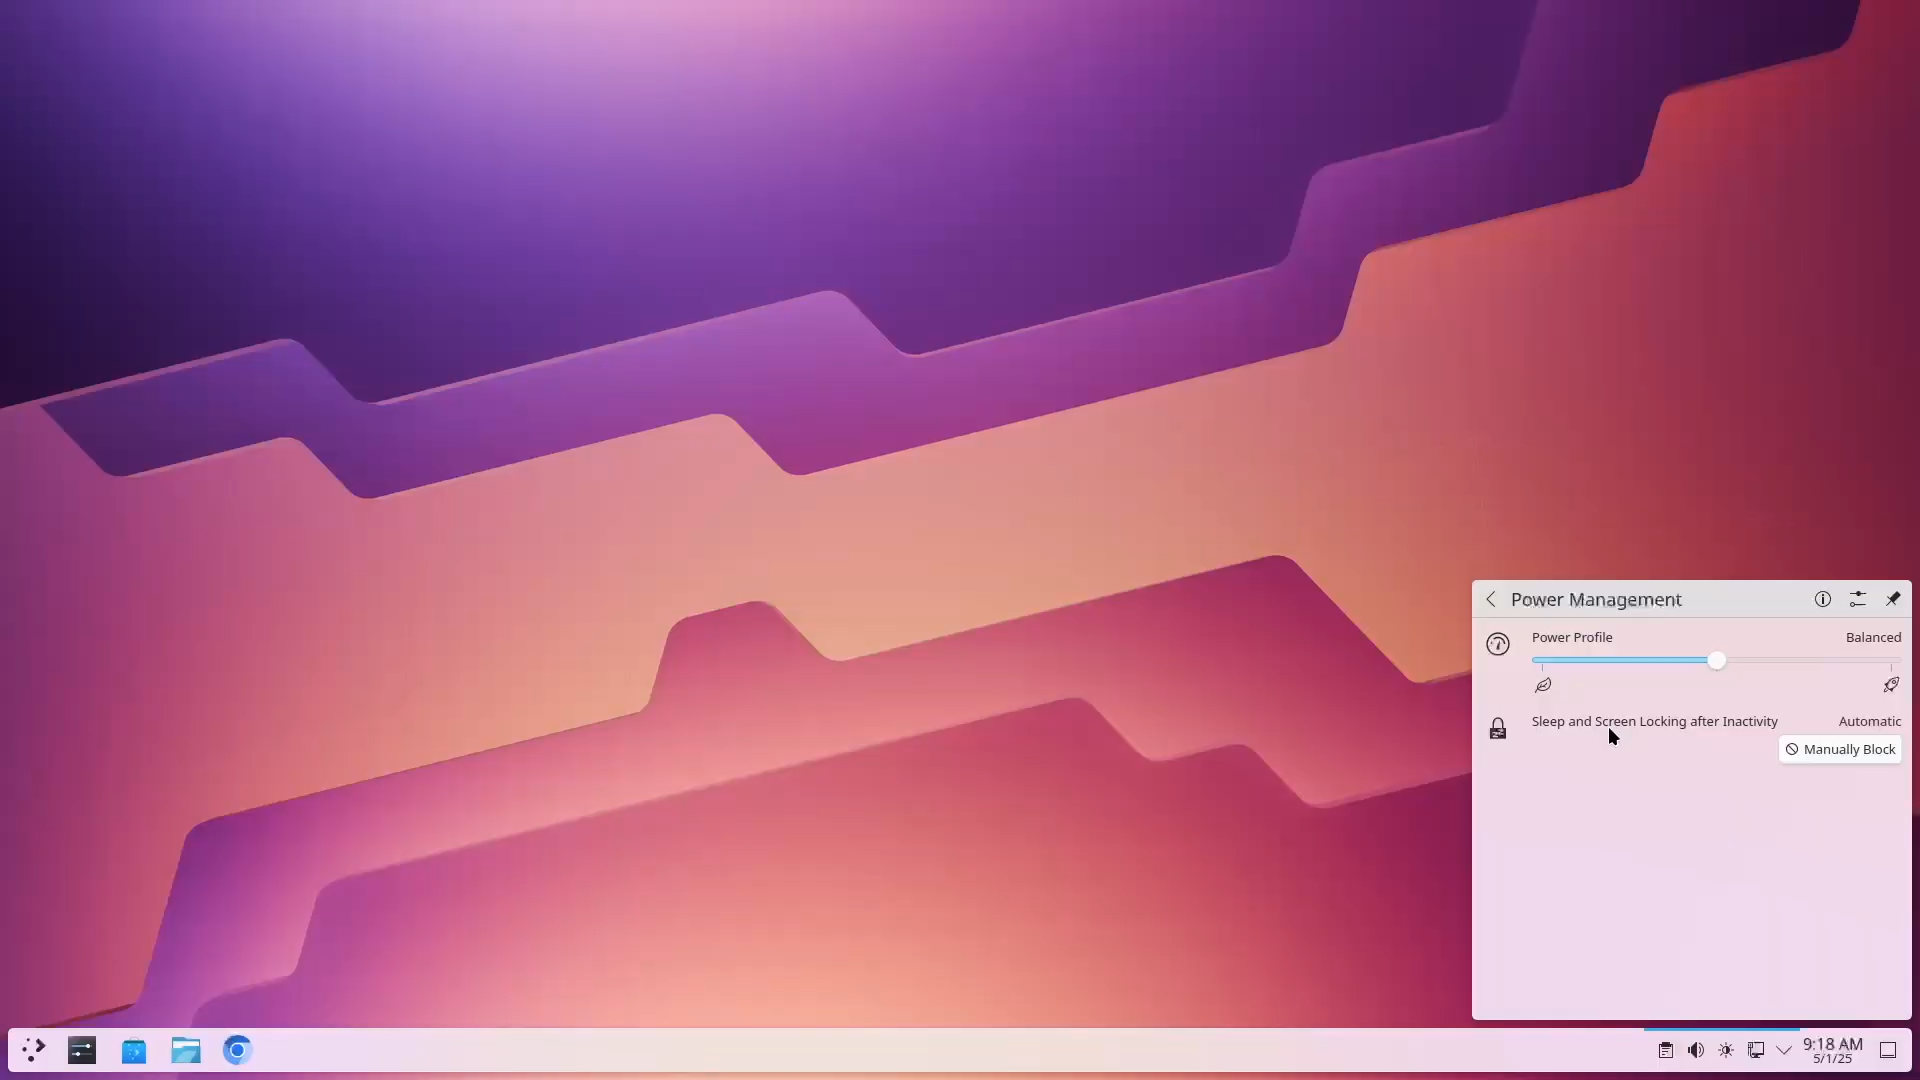 Power Management
Power Profile Balanced
Sleep and Screen Locking after Inactivity Automatic
Manually Block
9:18 AM
5/1/25